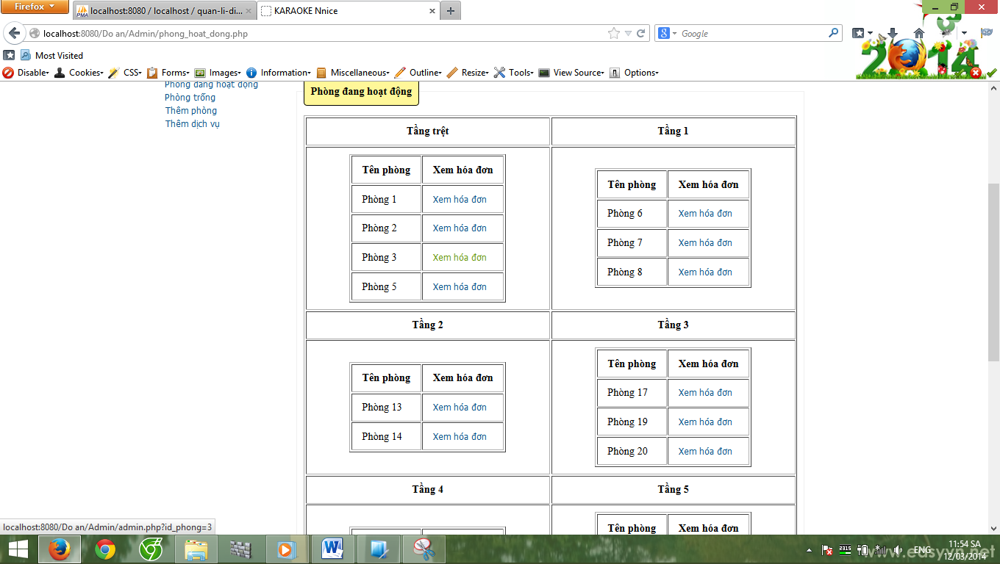 Firefox
localhost:8080 / localhost / quan-li-di...
KARAOKE Nnice
localhost:8080/Do an/Admin/phong_hoat_dong.php
Google
Most Visited
Disable Cookies CSS Forms Images Information Miscellaneous Outline Resize Tools View Source Options
2014
Phòng đang hoạt động
Phòng trống
Thêm phòng
Thêm dịch vụ
Phòng đang hoạt động
Tầng trệt Tầng 1
Tên phòng Xem hóa đơn
Phòng 1 Xem hóa đơn
Phòng 2 Xem hóa đơn
Phòng 3 Xem hóa đơn
Phòng 5 Xem hóa đơn
Tên phòng Xem hóa đơn
Phòng 6 Xem hóa đơn
Phòng 7 Xem hóa đơn
Phòng 8 Xem hóa đơn
Tầng 2 Tầng 3
Tên phòng Xem hóa đơn
Phòng 13 Xem hóa đơn
Phòng 14 Xem hóa đơn
Tên phòng Xem hóa đơn
Phòng 17 Xem hóa đơn
Phòng 19 Xem hóa đơn
Phòng 20 Xem hóa đơn
Tầng 4 Tầng 5
Tên phòng Xem hóa đơn
localhost:8080/Do an/Admin/admin.php?id_phong=3
2315
ENG
11:54 SA
12/03/2014
www.easyvn.net